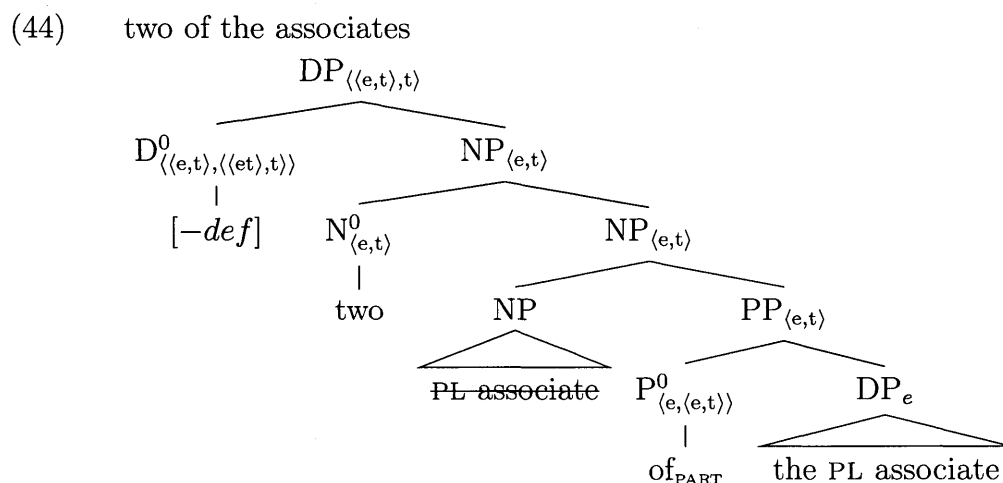 (44) two of the associates
DP⟨⟨e,t⟩,t⟩
D⁰⟨⟨e,t⟩,⟨⟨et⟩,t⟩⟩ NP⟨e,t⟩
[−def] N⁰⟨e,t⟩ NP⟨e,t⟩
two NP PP⟨e,t⟩
PL associate P⁰⟨e,⟨e,t⟩⟩ DPe
ofPART the PL associate